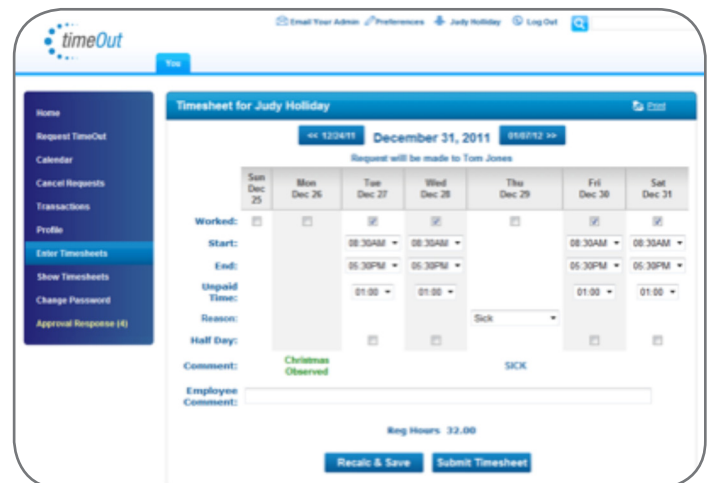 timeOut
Email Your Admin Preferences Judy Holliday Log Out
You
Home
Request TimeOut
Calendar
Cancel Requests
Transactions
Profile
Enter Timesheets
Show Timesheets
Change Password
Approval Response (4)
Timesheet for Judy Holliday Print
<< 12/24/11 December 31, 2011 01/07/12 >>
Request will be made to Tom Jones
Sun Dec 25 Mon Dec 26 Tue Dec 27 Wed Dec 28 Thu Dec 29 Fri Dec 30 Sat Dec 31
Worked:
Start: 08:30AM 08:30AM 08:30AM 08:30AM
End: 05:30PM 05:30PM 05:30PM 05:30PM
Unpaid Time: 01:00 01:00 01:00 01:00
Reason: Sick
Half Day:
Comment: Christmas Observed SICK
Employee Comment:
Reg Hours 32.00
Recalc & Save Submit Timesheet